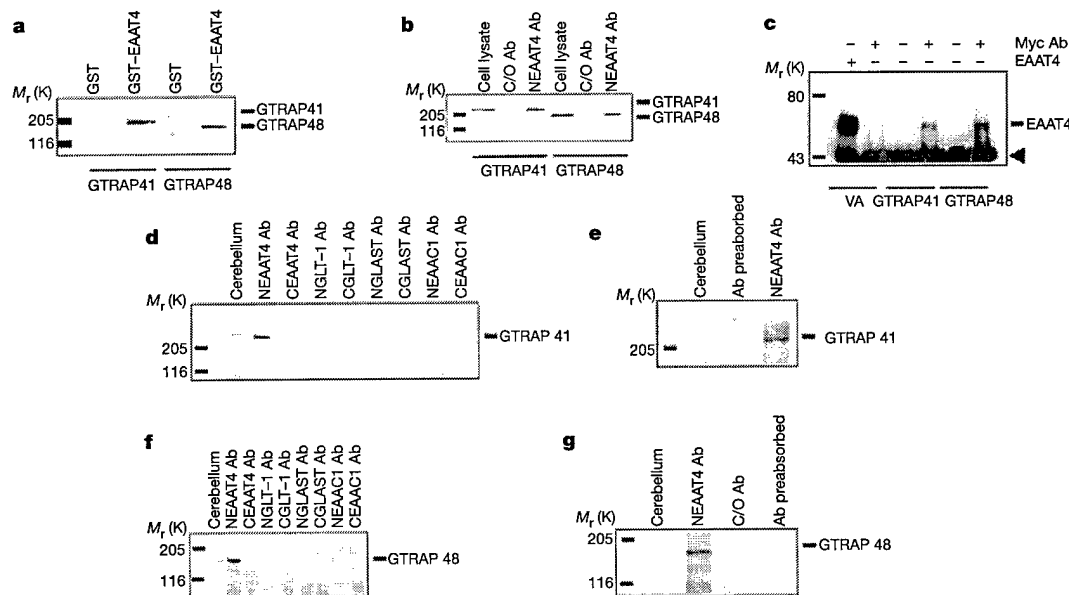 a
GST
GST–EAAT4
GST
GST–EAAT4
Mr (K)
205
116
GTRAP41
GTRAP48
GTRAP41
GTRAP48
b
Cell lysate
C/O Ab
NEAAT4 Ab
Cell lysate
C/O Ab
NEAAT4 Ab
Mr (K)
205
116
GTRAP41
GTRAP48
GTRAP41
GTRAP48
c
– + – + – + Myc Ab
+ – – – – – EAAT4
Mr (K)
80
43
EAAT4
VA GTRAP41 GTRAP48
d
Cerebellum
NEAAT4 Ab
CEAAT4 Ab
NGLT–1 Ab
CGLT–1 Ab
NGLAST Ab
CGLAST Ab
NEAAC1 Ab
CEAAC1 Ab
Mr (K)
205
116
GTRAP 41
e
Cerebellum
Ab preaborbed
NEAAT4 Ab
Mr (K)
205
GTRAP 41
f
Cerebellum
NEAAT4 Ab
CEAAT4 Ab
NGLT–1 Ab
CGLT–1 Ab
NGLAST Ab
CGLAST Ab
NEAAC1 Ab
CEAAC1 Ab
Mr (K)
205
116
GTRAP 48
g
Cerebellum
NEAAT4 Ab
C/O Ab
Ab preabsorbed
Mr (K)
205
116
GTRAP 48